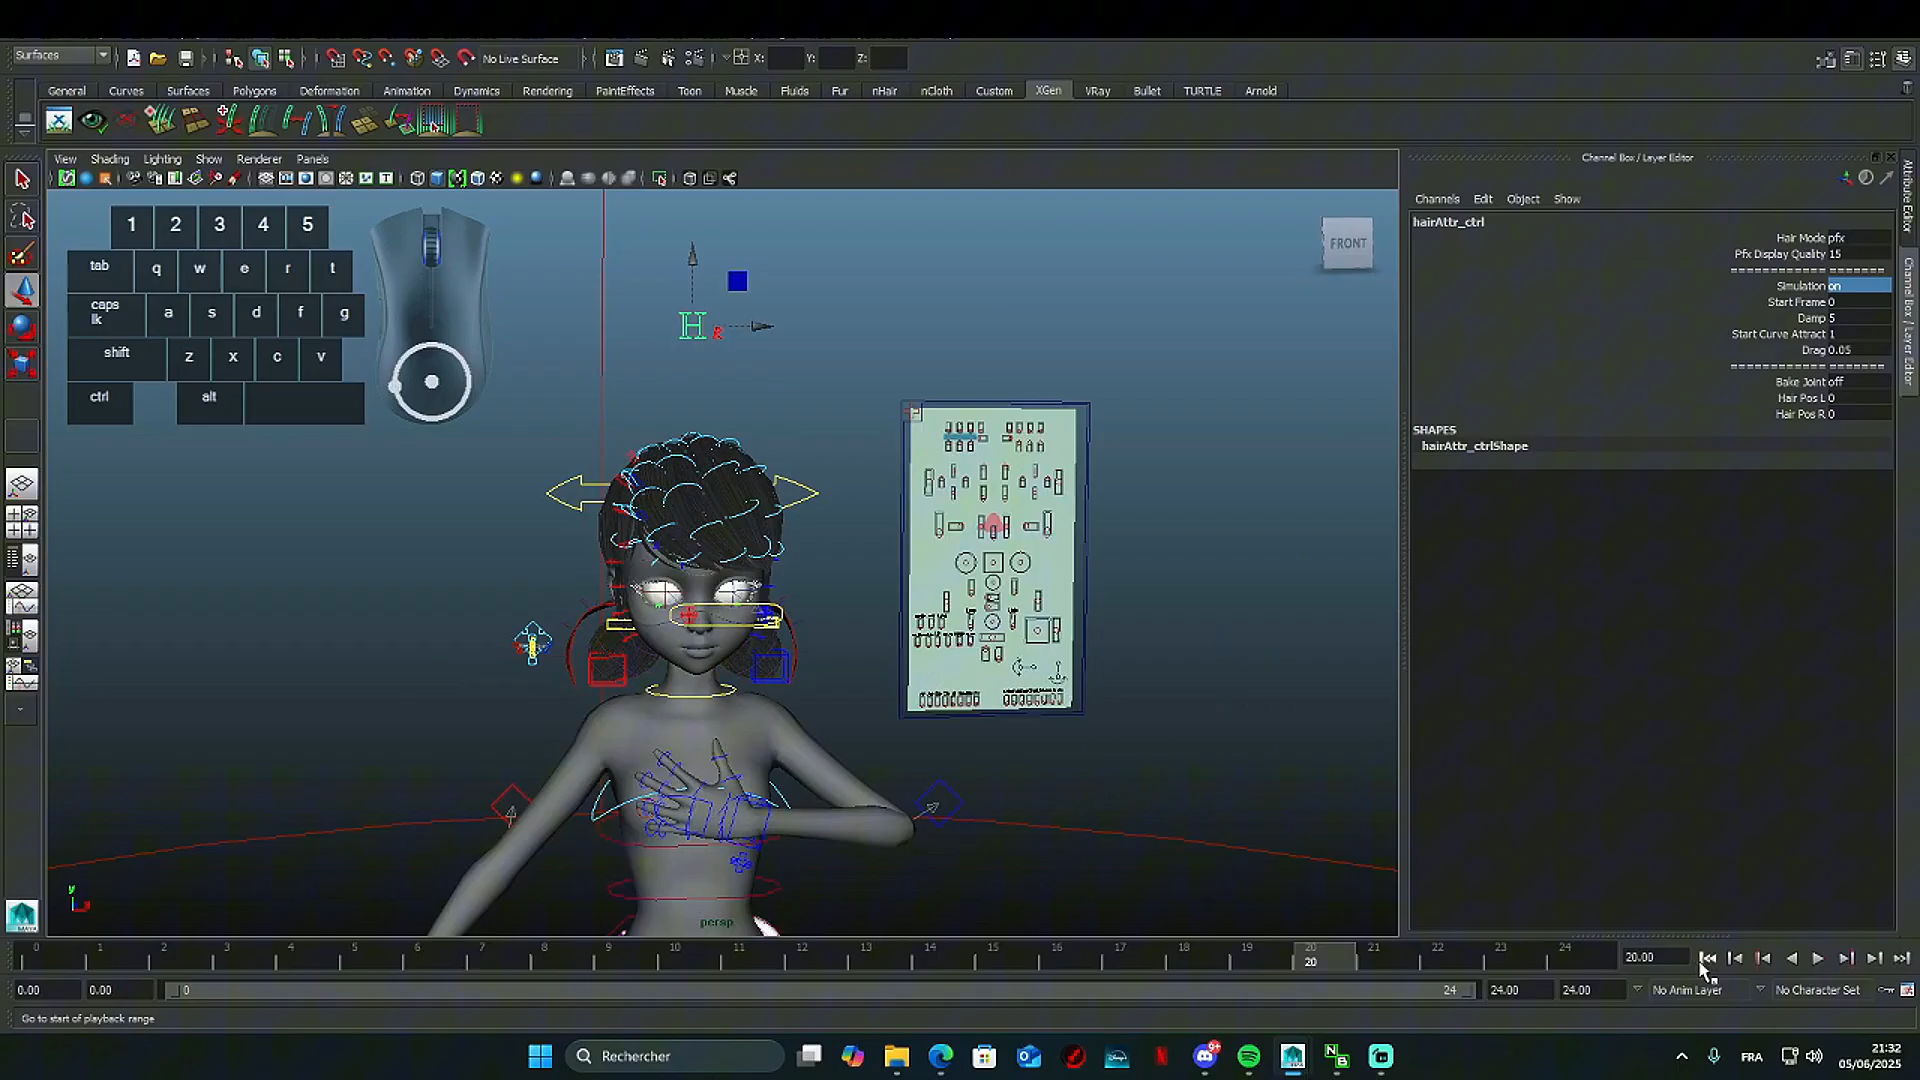 Surfaces
No Live Surface
X:
Y:
Z:
General Curves Surfaces Polygons Deformation Animation Dynamics Rendering PaintEffects Toon Muscle Fluids Fur nHair nCloth Custom XGen VRay Bullet TURTLE Arnold
View Shading Lighting Show Renderer Panels
1 2 3 4 5
tab q w e r t
caps lk a s d f g
shift z x c v
ctrl alt
FRONT
H
R
persp
y
MAYA
Channel Box / Layer Editor
Channels Edit Object Show
hairAttr_ctrl
Hair Mode pfx
Pfx Display Quality 15
Simulation on
Start Frame 0
Damp 5
Start Curve Attract 1
Drag 0.05
Bake Joint off
Hair Pos L 0
Hair Pos R 0
SHAPES
hairAttr_ctrlShape
Attribute Editor
Channel Box / Layer Editor
0 1 2 3 4 5 6 7 8 9 10 11 12 13 14 15 16 17 18 19 20 21 22 23 24
20
20.00
0.00 0.00 0 24 24.00 24.00 No Anim Layer No Character Set
Go to start of playback range
Rechercher
FRA
21:32
05/06/2025